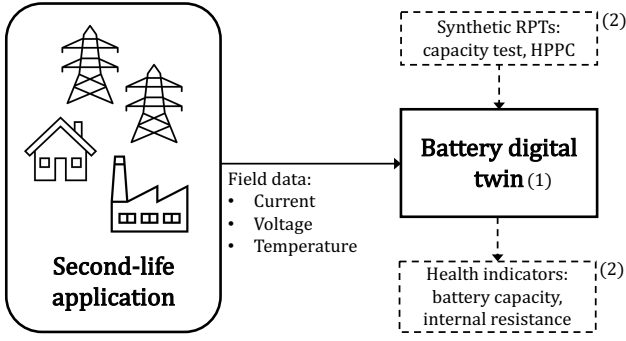 Synthetic RPTs:
capacity test, HPPC
(2)
Battery digital
twin (1)
Field data:
• Current
• Voltage
• Temperature
Second-life
application
Health indicators:
battery capacity,
internal resistance
(2)